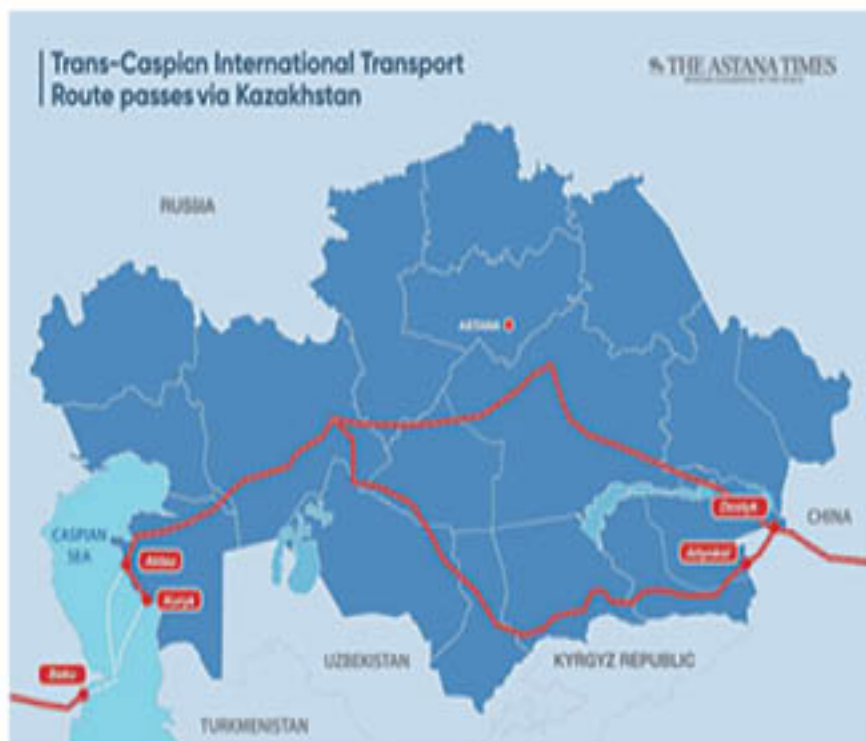 Trans-Caspian International Transport
Route passes via Kazakhstan
THE ASTANA TIMES
RUSSIA
ASTANA
CASPIAN
SEA
Aktau
Kuryk
Baku
Dostyk
Altynkol
CHINA
UZBEKISTAN
KYRGYZ REPUBLIC
TURKMENISTAN